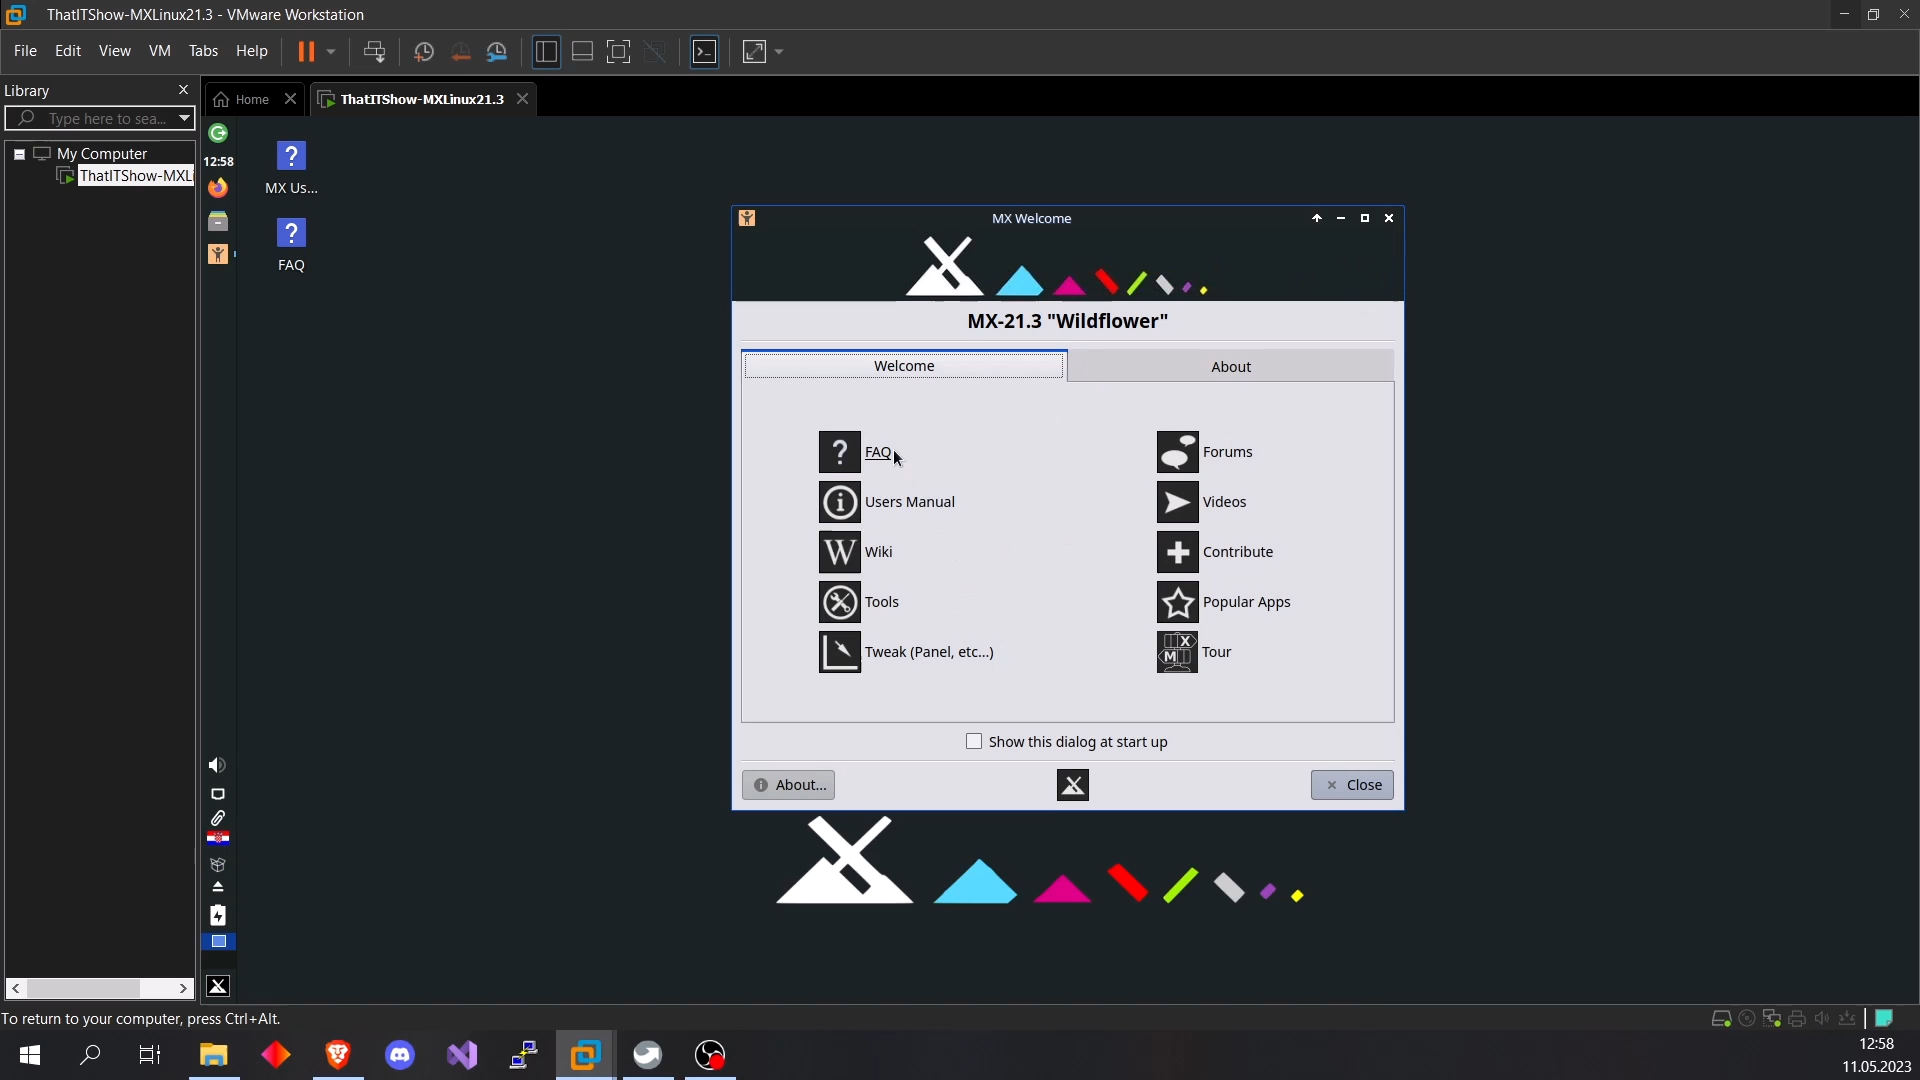 ThatITShow-MXLinux21.3 - VMware Workstation
File Edit View VM Tabs Help
Library
Home
ThatITShow-MXLinux21.3
Type here to sea...
My Computer
ThatITShow-MXLi
12:58
MX Us...
FAQ
MX Welcome
MX-21.3 "Wildflower"
Welcome
About
FAQ
Forums
Users Manual
Videos
Wiki
Contribute
Tools
Popular Apps
Tweak (Panel, etc...)
Tour
Show this dialog at start up
About...
Close
To return to your computer, press Ctrl+Alt.
12:58
11.05.2023